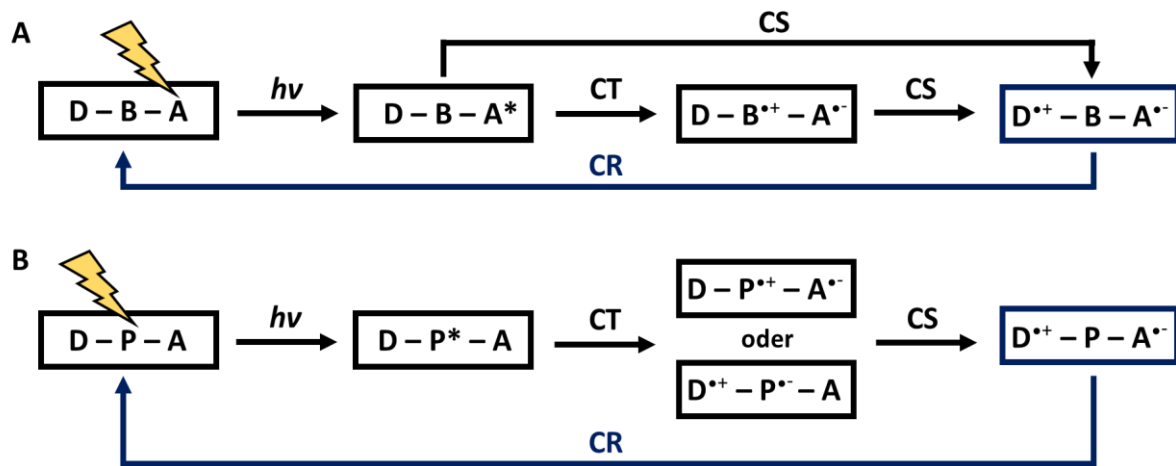 A
CS
D – B – A
hν
D – B – A*
CT
D – B•+ – A•-
CS
D•+ – B – A•-
CR
B
D – P – A
hν
D – P* – A
CT
D – P•+ – A•-
oder
D•+ – P•- – A
CS
D•+ – P – A•-
CR